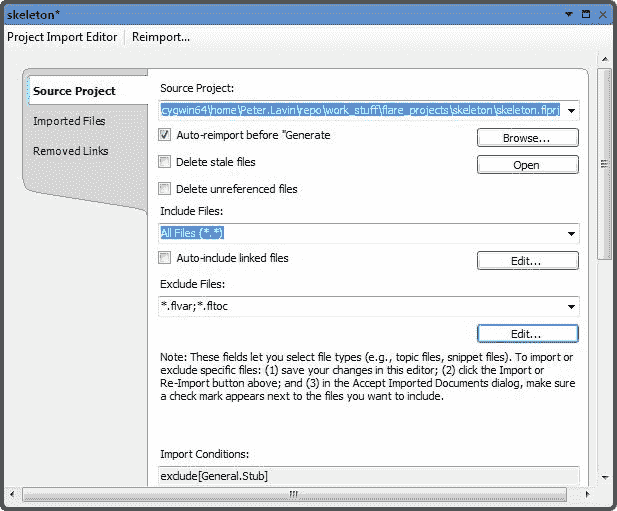 skeleton*
Project Import Editor Reimport...
Source Project
Imported Files
Removed Links
Source Project:
cygwin64\home\Peter.Lavin\repo\work_stuff\flare_projects\skeleton\skeleton.flprj
Auto-reimport before "Generate
Browse...
Delete stale files
Open
Delete unreferenced files
Include Files:
All Files (*.*)
Auto-include linked files
Edit...
Exclude Files:
*.flvar;*.fltoc
Edit...
Note: These fields let you select file types (e.g., topic files, snippet files). To import or
exclude specific files: (1) save your changes in this editor; (2) click the Import or
Re-Import button above; and (3) in the Accept Imported Documents dialog, make sure
a check mark appears next to the files you want to include.
Import Conditions:
exclude[General.Stub]